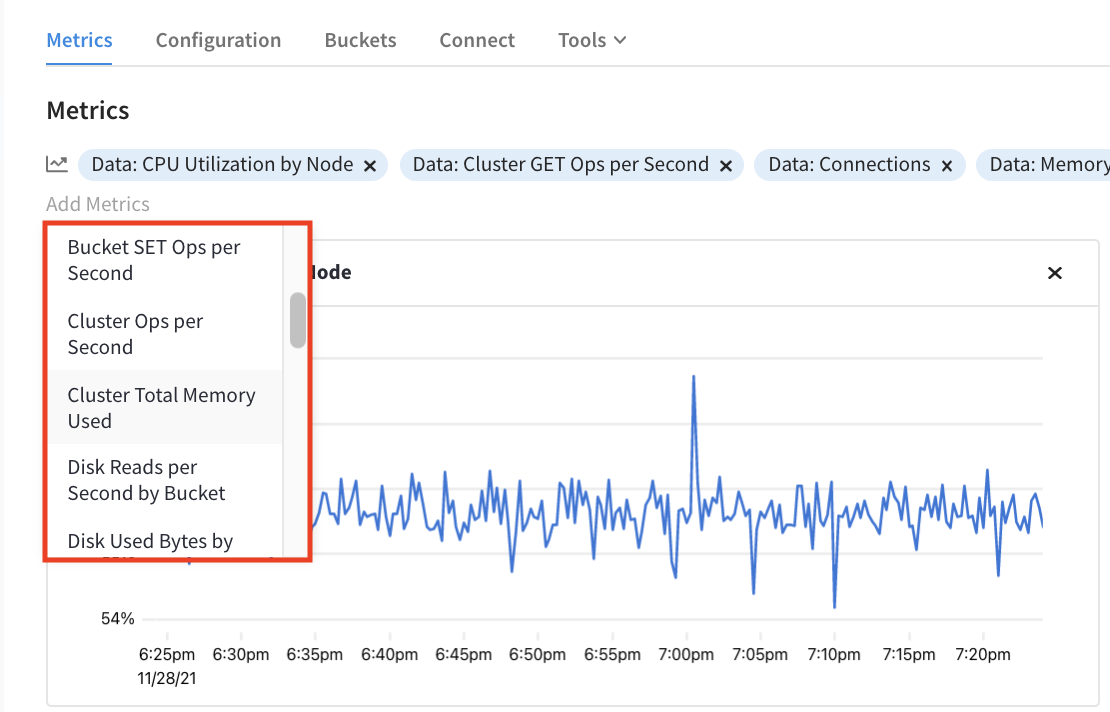 Metrics Configuration Buckets Connect Tools
Metrics
Data: CPU Utilization by Node × Data: Cluster GET Ops per Second × Data: Connections × Data: Memory
Add Metrics
Bucket SET Ops per
Second
Cluster Ops per
Second
Cluster Total Memory
Used
Disk Reads per
Second by Bucket
Disk Used Bytes by
Node ×
54%
6:25pm 6:30pm 6:35pm 6:40pm 6:45pm 6:50pm 6:55pm 7:00pm 7:05pm 7:10pm 7:15pm 7:20pm
11/28/21